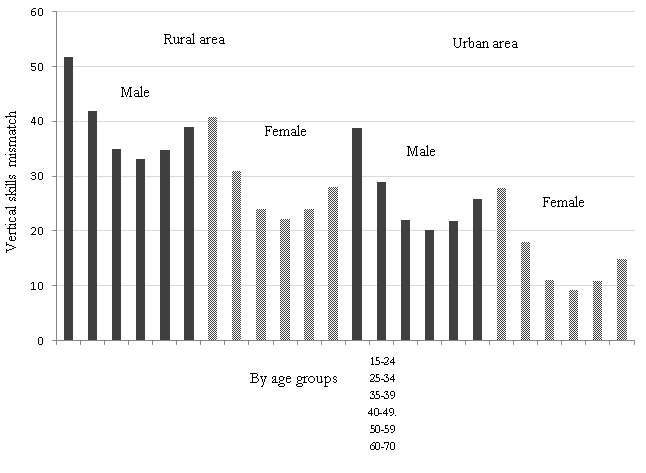 60
Rural area
Urban area
50
Male
40
Female
Male
30
Female
20
10
0
Vertical skills mismatch
By age groups
15-24
25-34
35-39
40-49.
50-59
60-70